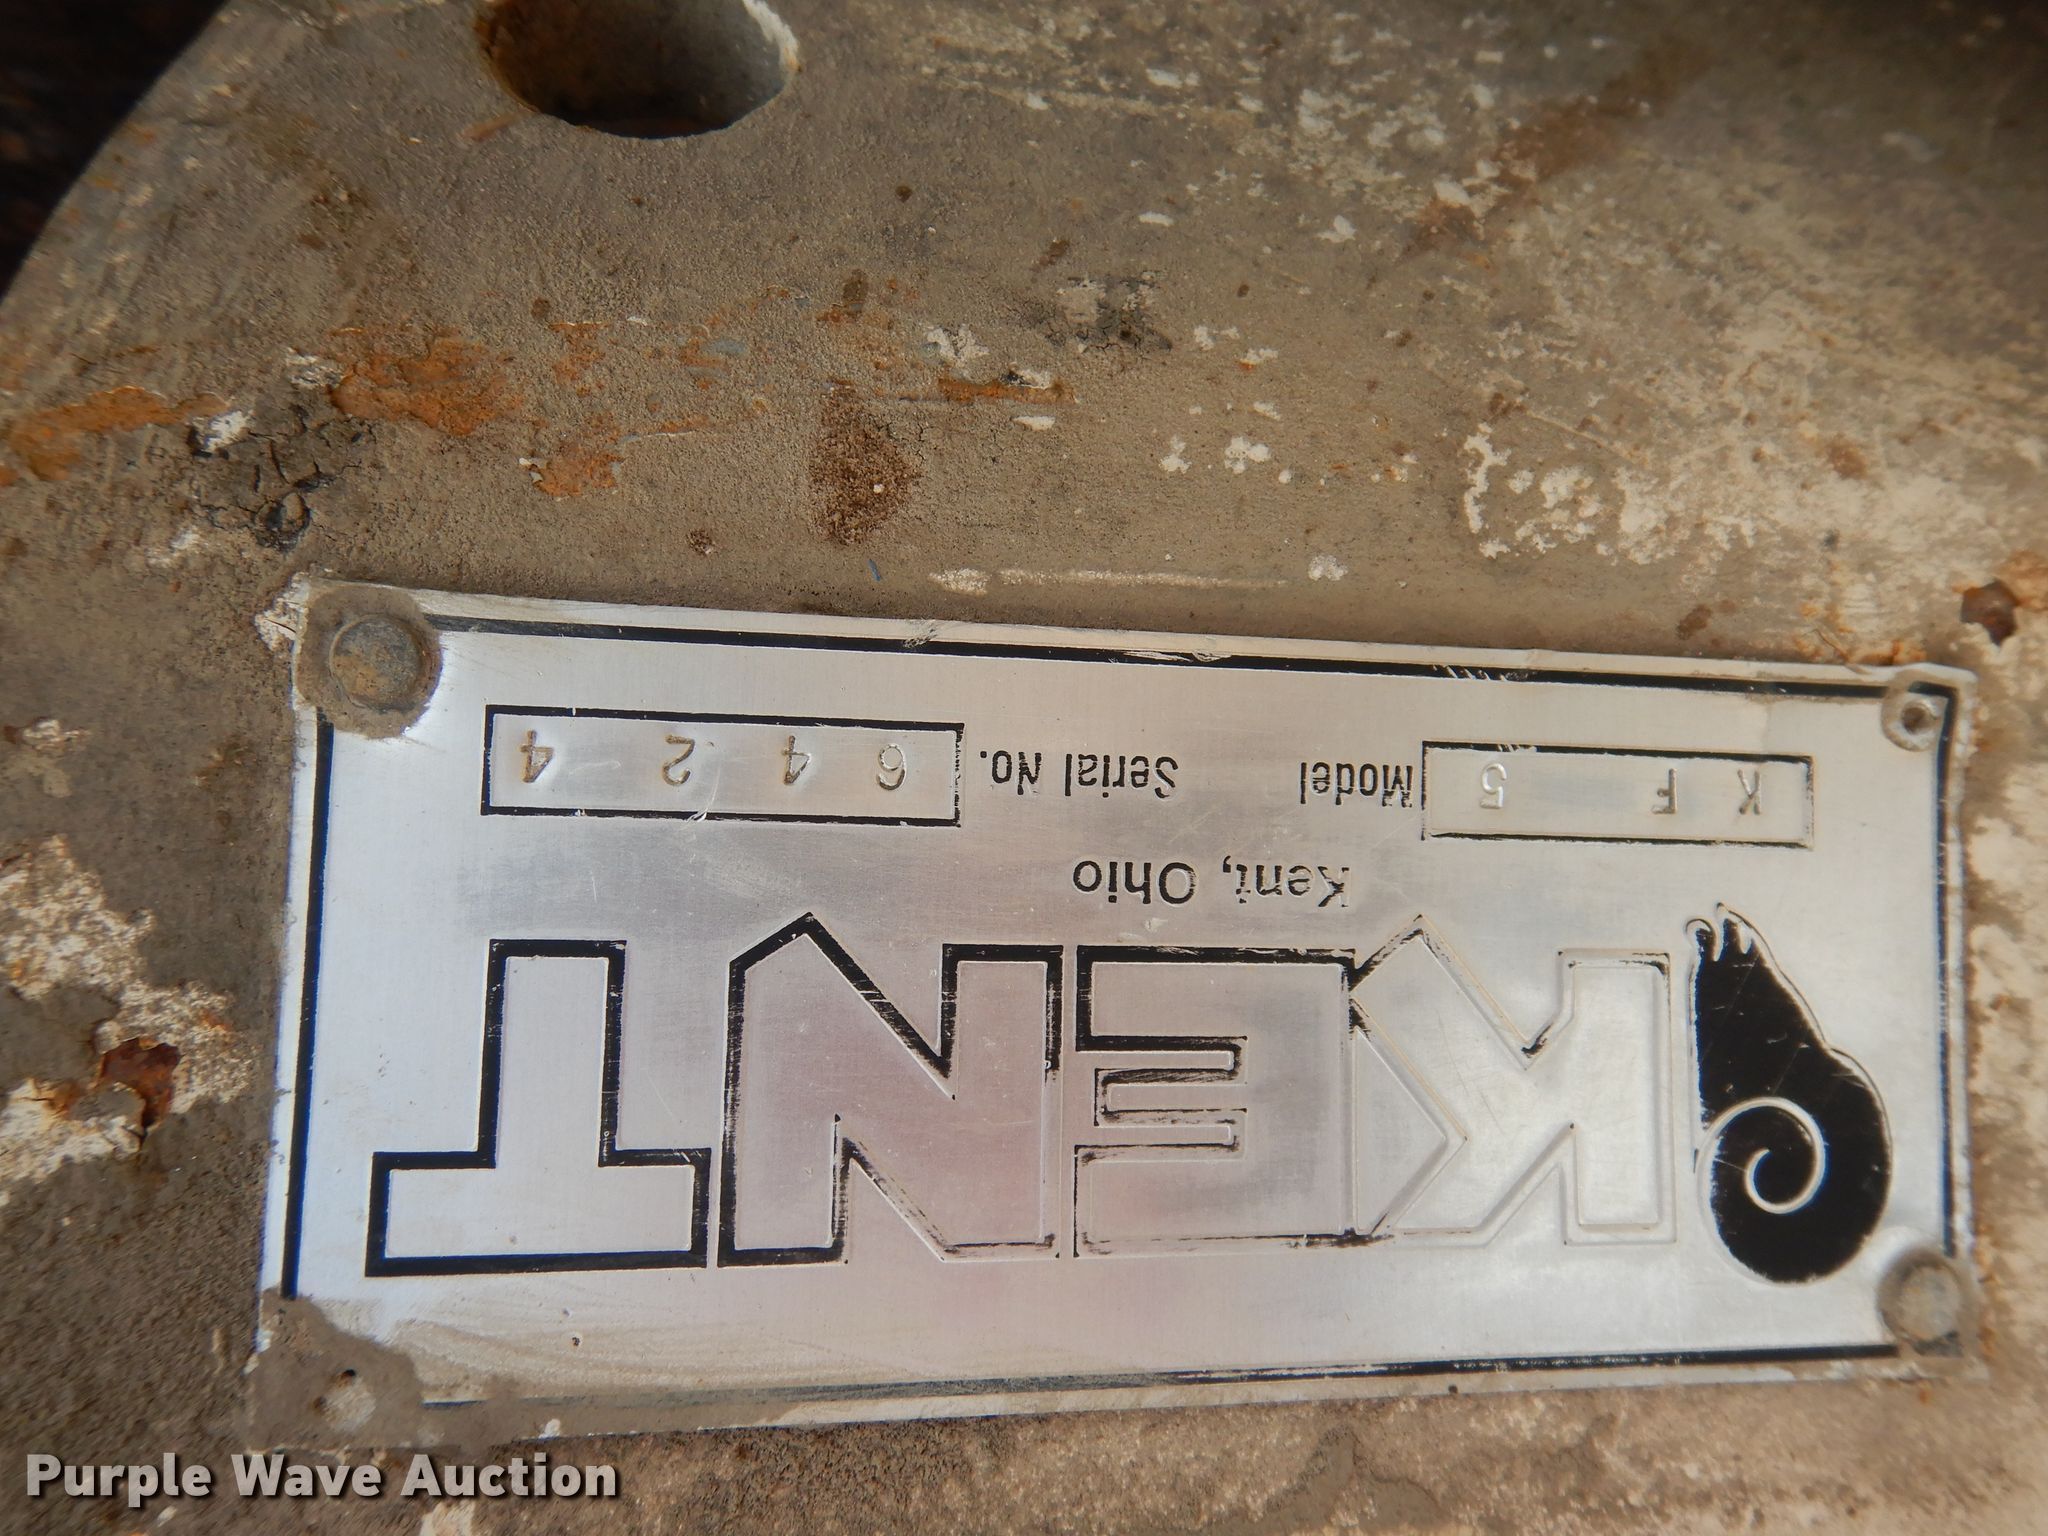 KENT
Kent, Ohio
K F 5 Model Serial No. 6 4 2 4
Purple Wave Auction